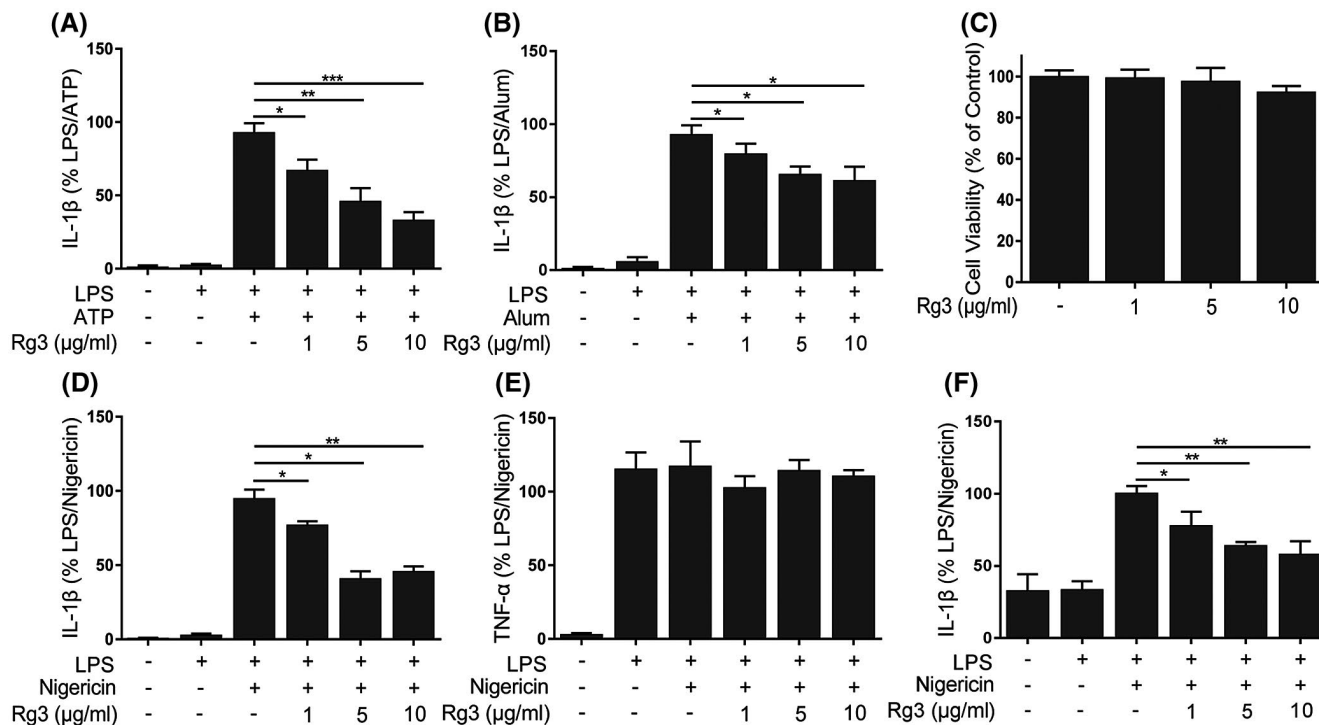 (A)
IL-1β (% LPS/ATP)
150
100
50
0
***
**
*
LPS - + + + + +
ATP - - + + + +
Rg3 (µg/ml) - - - 1 5 10
(B)
IL-1β (% LPS/Alum)
150
100
50
0
*
*
*
LPS - + + + + +
Alum - - + + + +
Rg3 (µg/ml) - - - 1 5 10
(C)
Cell Viability (% of Control)
100
80
60
40
20
0
Rg3 (µg/ml) - 1 5 10
(D)
IL-1β (% LPS/Nigericin)
150
100
50
0
**
*
*
LPS - + + + + +
Nigericin - - + + + +
Rg3 (µg/ml) - - - 1 5 10
(E)
TNF-α (% LPS/Nigericin)
150
100
50
0
LPS - + + + + +
Nigericin - - + + + +
Rg3 (µg/ml) - - - 1 5 10
(F)
IL-1β (% LPS/Nigericin)
150
100
50
0
**
**
*
LPS - + + + + +
Nigericin - - + + + +
Rg3 (µg/ml) - - - 1 5 10